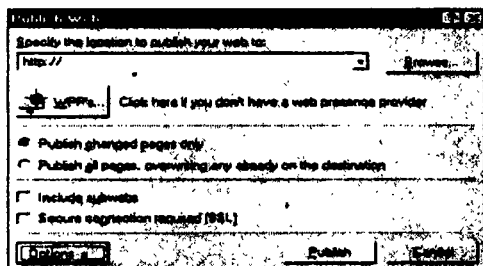 Publish Web
Specify the location to publish your web to:
http://
Browse...
WPP's... Click here if you don't have a web presence provider
Publish changed pages only
Publish all pages, overwriting any already on the destination
Include subwebs
Secure connection required (SSL)
Options Publish Cancel